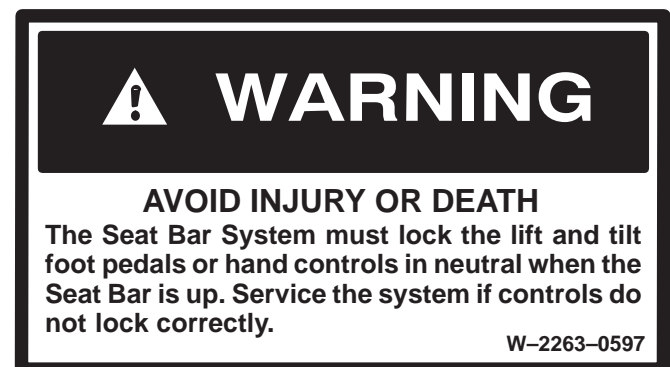 WARNING
AVOID INJURY OR DEATH
The Seat Bar System must lock the lift and tilt
foot pedals or hand controls in neutral when the
Seat Bar is up. Service the system if controls do
not lock correctly.
W–2263–0597